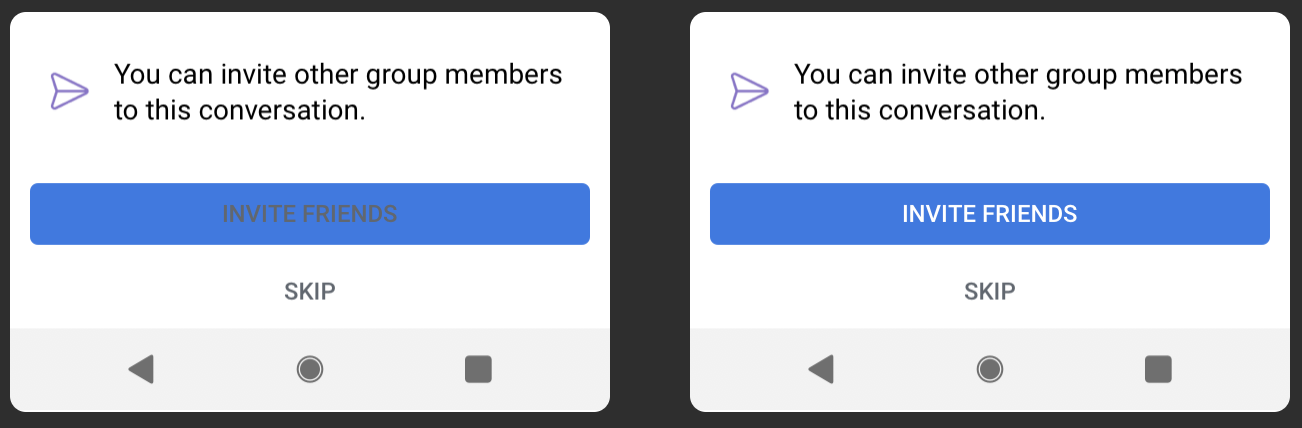 You can invite other group members
to this conversation.
INVITE FRIENDS
SKIP
You can invite other group members
to this conversation.
INVITE FRIENDS
SKIP